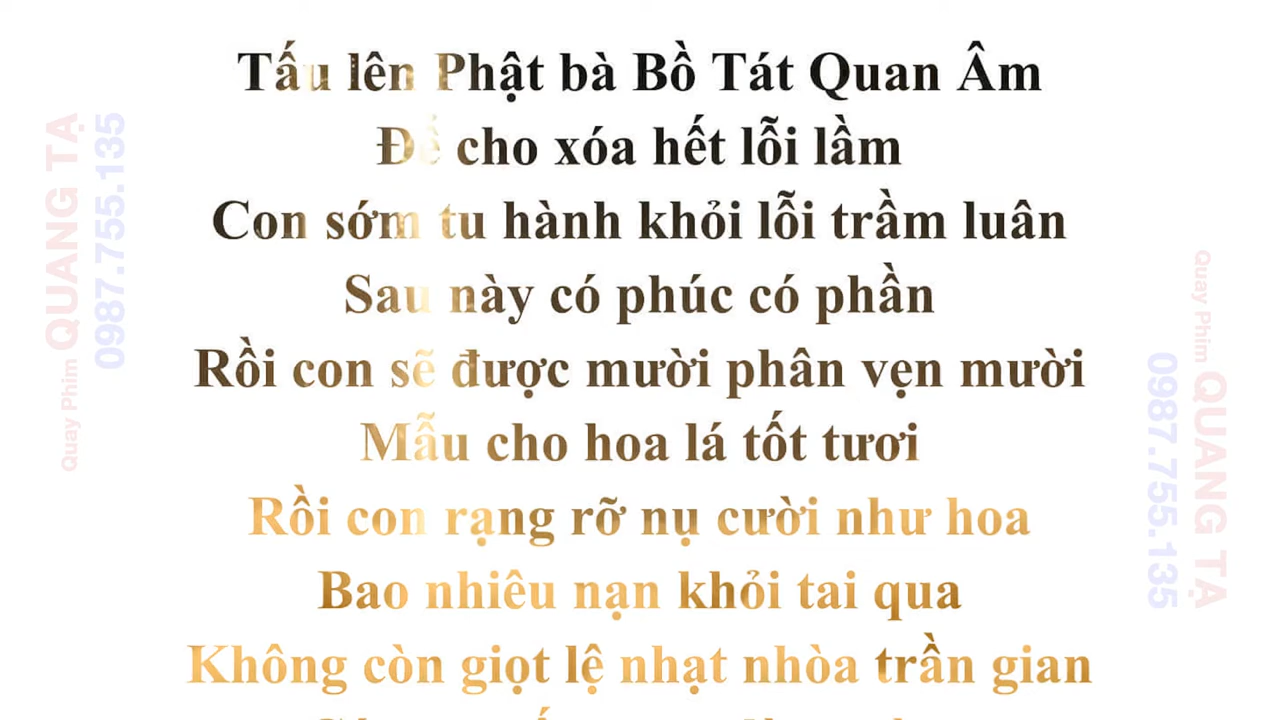 Tấu lên Phật bà Bồ Tát Quan Âm
Để cho xóa hết lỗi lầm
Con sớm tu hành khỏi lỗi trầm luân
Sau này có phúc có phần
Rồi con sẽ được mười phân vẹn mười
Mẫu cho hoa lá tốt tươi
Rồi con rạng rỡ nụ cười như hoa
Bao nhiêu nạn khỏi tai qua
Không còn giọt lệ nhạt nhòa trần gian
Quay Phim QUANG TẠ
0987.755.135
Quay Phim QUANG TẠ
0987.755.135